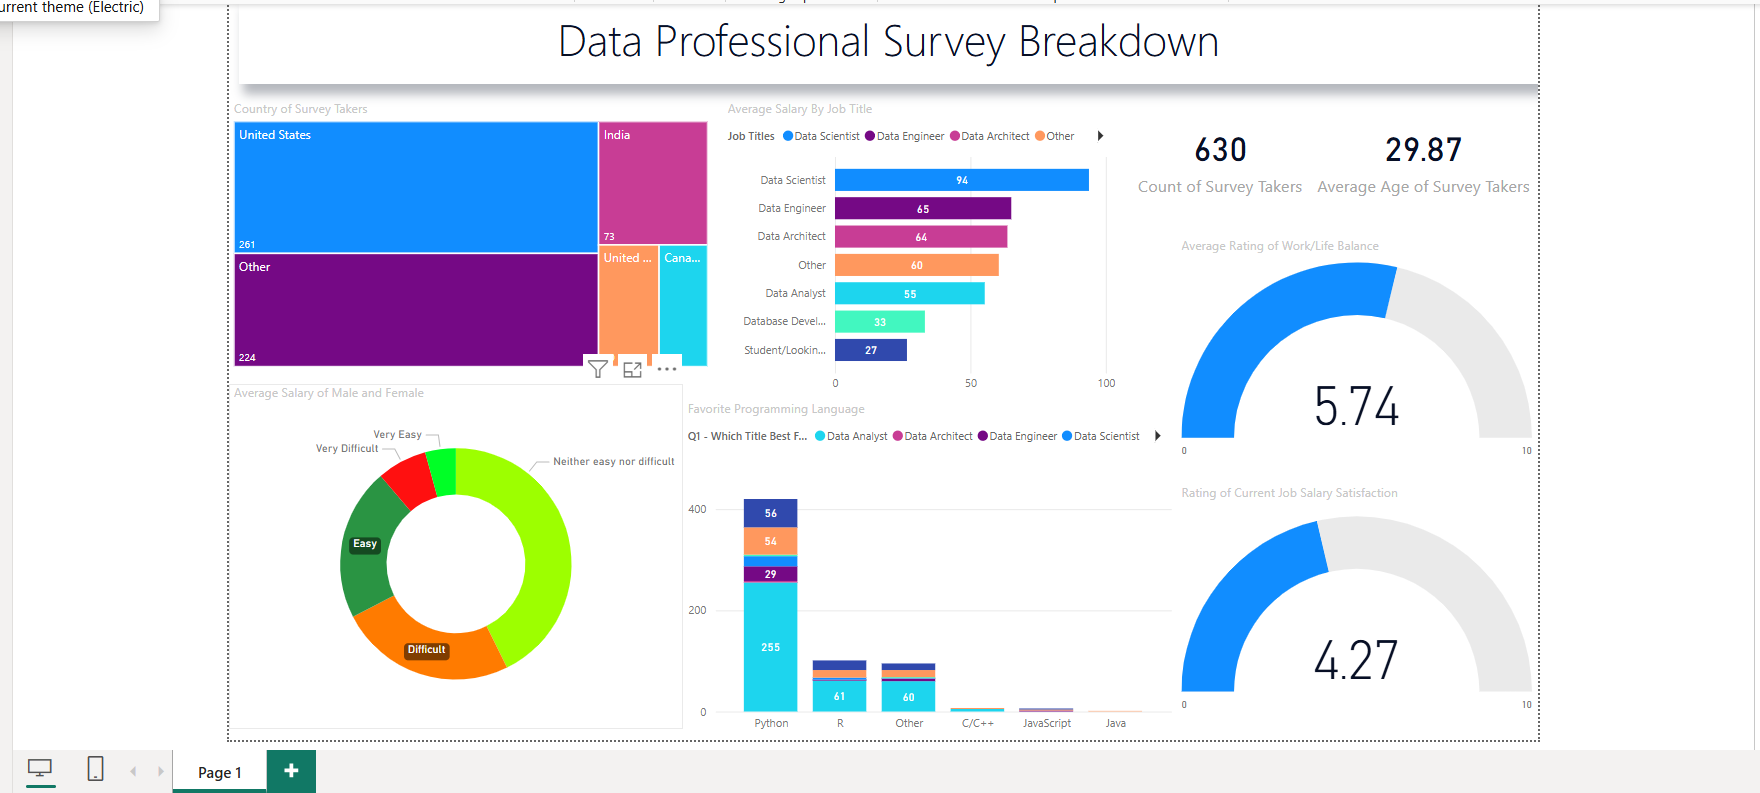 urrent theme (Electric)
Data Professional Survey Breakdown
Country of Survey Takers
United States
261
Other
224
India
73
United ...
Cana...
Average Salary By Job Title
Job Titles Data Scientist Data Engineer Data Architect Other
Data Scientist 94
Data Engineer 65
Data Architect 64
Other 60
Data Analyst 55
Database Devel... 33
Student/Lookin... 27
0 50 100
630
Count of Survey Takers
29.87
Average Age of Survey Takers
Average Rating of Work/Life Balance
5.74
0 10
Average Salary of Male and Female
Very Easy
Very Difficult
Neither easy nor difficult
Easy
Difficult
Favorite Programming Language
Q1 - Which Title Best F... Data Analyst Data Architect Data Engineer Data Scientist
400
200
0
56
54
29
255
61
60
Python R Other C/C++ JavaScript Java
Rating of Current Job Salary Satisfaction
4.27
0 10
Page 1